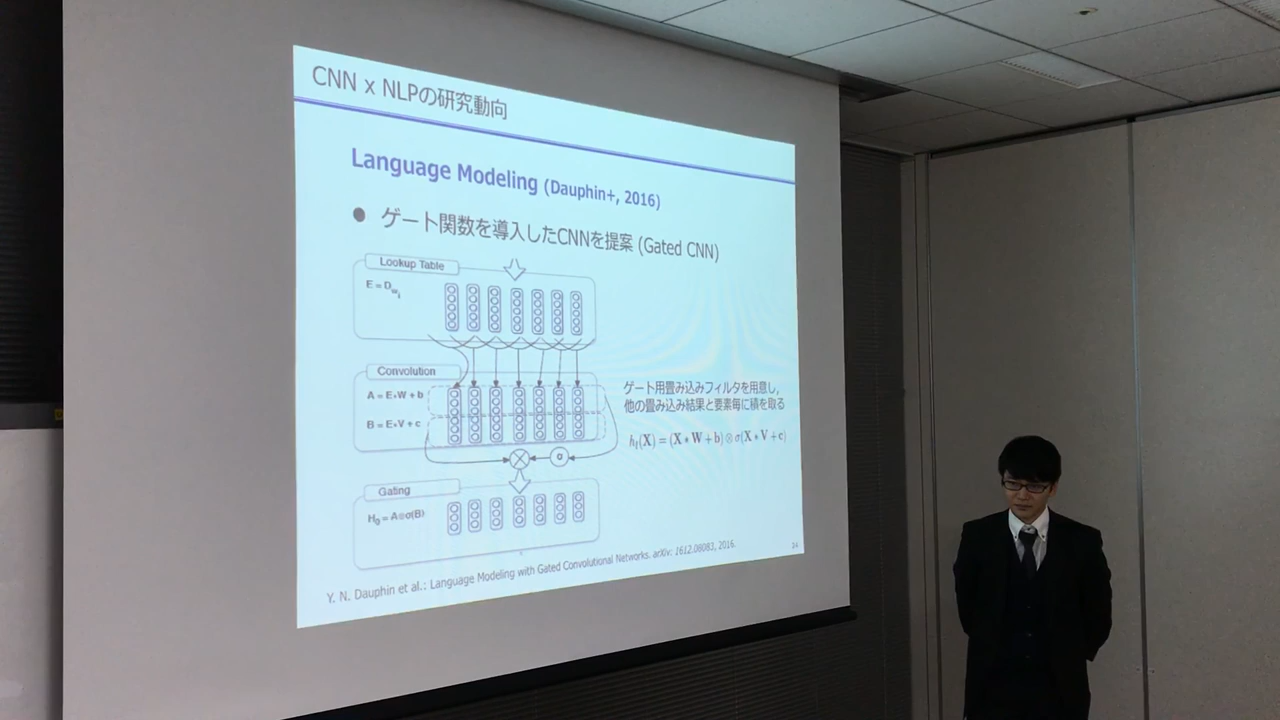 CNN x NLPの研究動向
Language Modeling (Dauphin+, 2016)
● ゲート関数を導入したCNNを提案 (Gated CNN)
Lookup Table
E = D_{w_i}
Convolution
A = E∗W + b
B = E∗V + c
ゲート用畳み込みフィルタを用意し,
他の畳み込み結果と要素毎に積を取る
h_l(X) = (X ∗ W + b) ⊗ σ(X ∗ V + c)
σ
Gating
H_0 = A⊗σ(B)
Y. N. Dauphin et al.: Language Modeling with Gated Convolutional Networks. arXiv: 1612.08083, 2016.